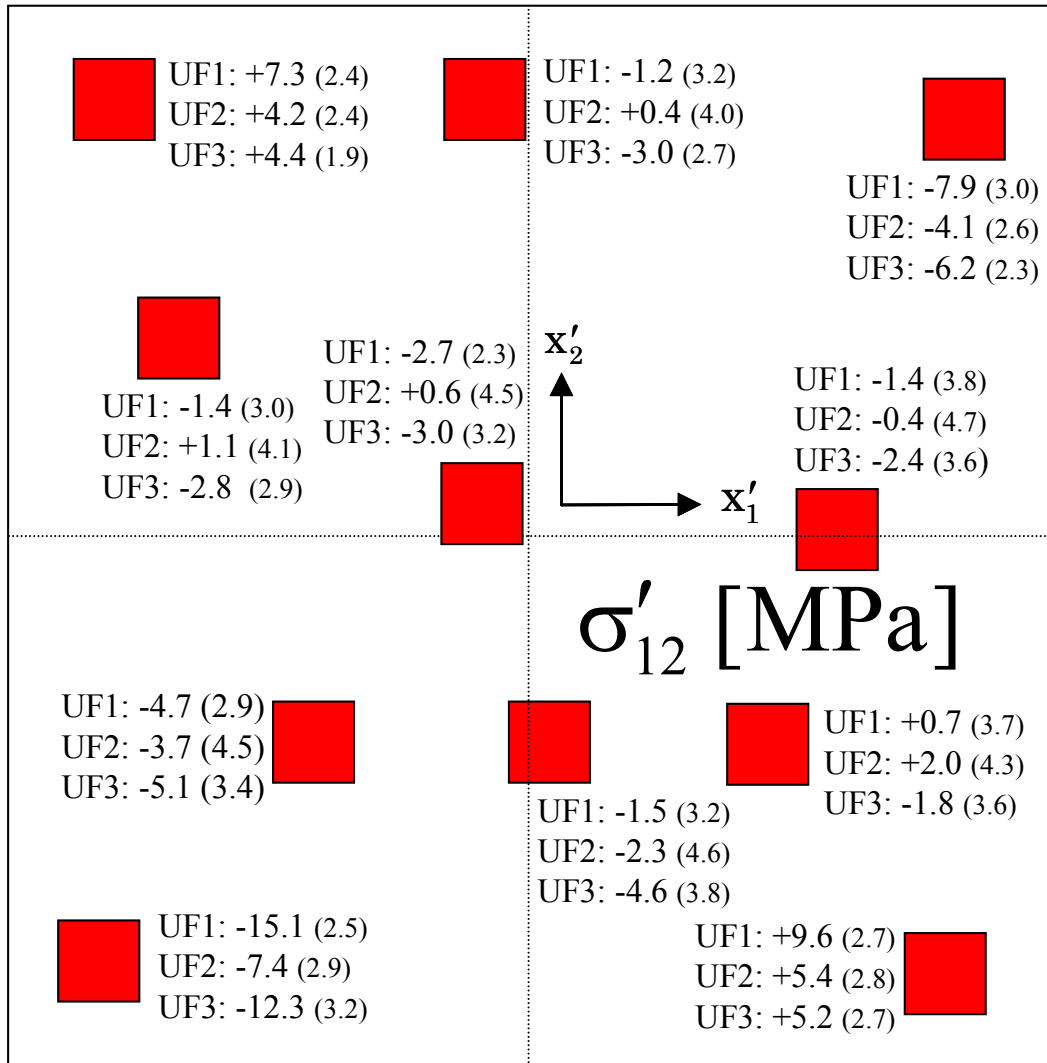 UF1: +7.3 (2.4)
UF2: +4.2 (2.4)
UF3: +4.4 (1.9)
UF1: -1.2 (3.2)
UF2: +0.4 (4.0)
UF3: -3.0 (2.7)
UF1: -7.9 (3.0)
UF2: -4.1 (2.6)
UF3: -6.2 (2.3)
UF1: -1.4 (3.0)
UF2: +1.1 (4.1)
UF3: -2.8 (2.9)
UF1: -2.7 (2.3)
UF2: +0.6 (4.5)
UF3: -3.0 (3.2)
x′₂
x′₁
UF1: -1.4 (3.8)
UF2: -0.4 (4.7)
UF3: -2.4 (3.6)
σ′₁₂ [MPa]
UF1: -4.7 (2.9)
UF2: -3.7 (4.5)
UF3: -5.1 (3.4)
UF1: -1.5 (3.2)
UF2: -2.3 (4.6)
UF3: -4.6 (3.8)
UF1: +0.7 (3.7)
UF2: +2.0 (4.3)
UF3: -1.8 (3.6)
UF1: -15.1 (2.5)
UF2: -7.4 (2.9)
UF3: -12.3 (3.2)
UF1: +9.6 (2.7)
UF2: +5.4 (2.8)
UF3: +5.2 (2.7)